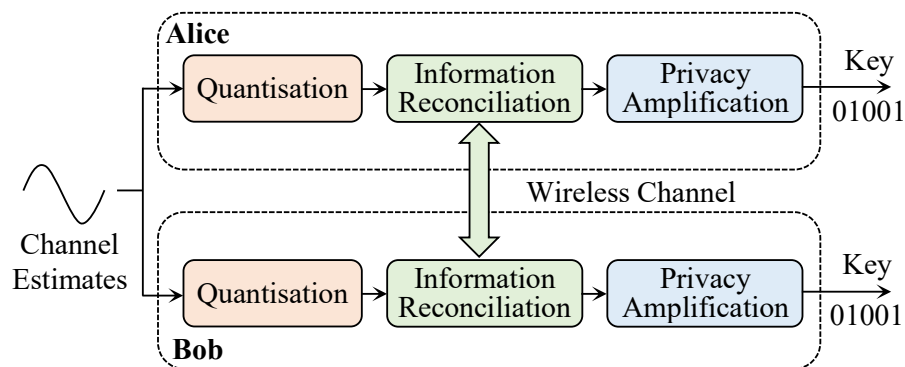 Alice
Quantisation
Information
Reconciliation
Privacy
Amplification
Key
01001
Wireless Channel
Channel
Estimates
Quantisation
Information
Reconciliation
Privacy
Amplification
Key
01001
Bob